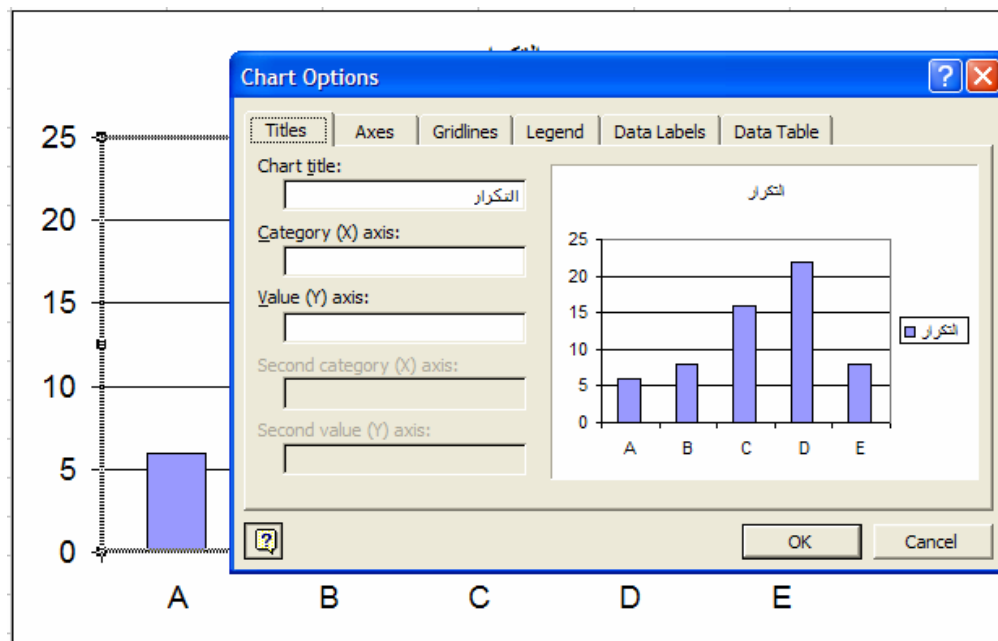 Chart Options
Titles Axes Gridlines Legend Data Labels Data Table
Chart title:
التكرار
Category (X) axis:
Value (Y) axis:
Second category (X) axis:
Second value (Y) axis:
التكرار
25
20
15
10
5
0
A B C D E
التكرار
OK Cancel
25
20
15
10
5
0
A B C D E